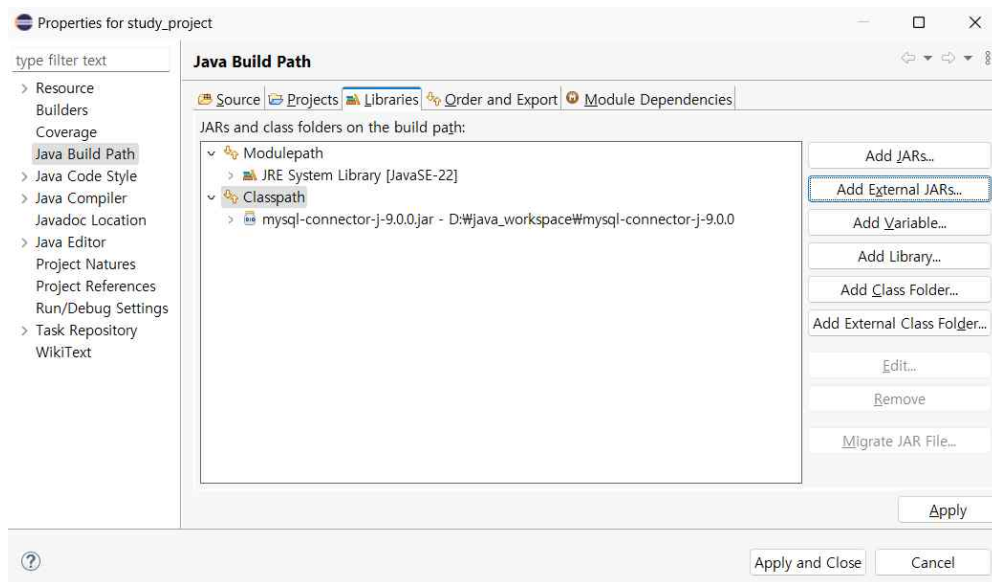 Properties for study_project
type filter text
Resource
Builders
Coverage
Java Build Path
Java Code Style
Java Compiler
Javadoc Location
Java Editor
Project Natures
Project References
Run/Debug Settings
Task Repository
WikiText
Java Build Path
Source Projects Libraries Order and Export Module Dependencies
JARs and class folders on the build path:
Modulepath
JRE System Library [JavaSE-22]
Classpath
mysql-connector-j-9.0.0.jar - D:₩java_workspace₩mysql-connector-j-9.0.0
Add JARs...
Add External JARs...
Add Variable...
Add Library...
Add Class Folder...
Add External Class Folder...
Edit...
Remove
Migrate JAR File...
Apply
Apply and Close
Cancel